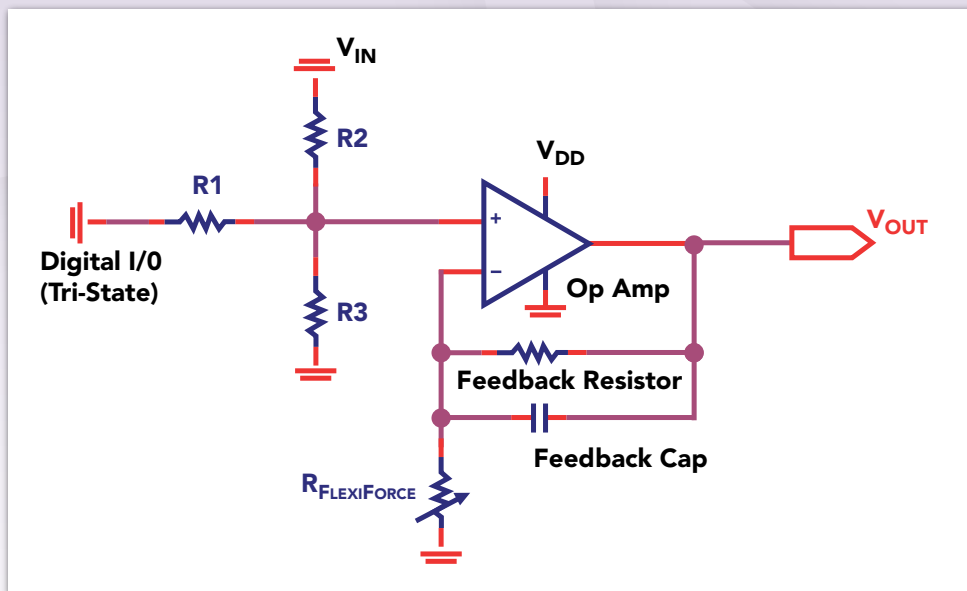 VIN
R2
VDD
R1
+
VOUT
Digital I/0
(Tri-State)
−
Op Amp
R3
Feedback Resistor
Feedback Cap
RFLEXIFORCE